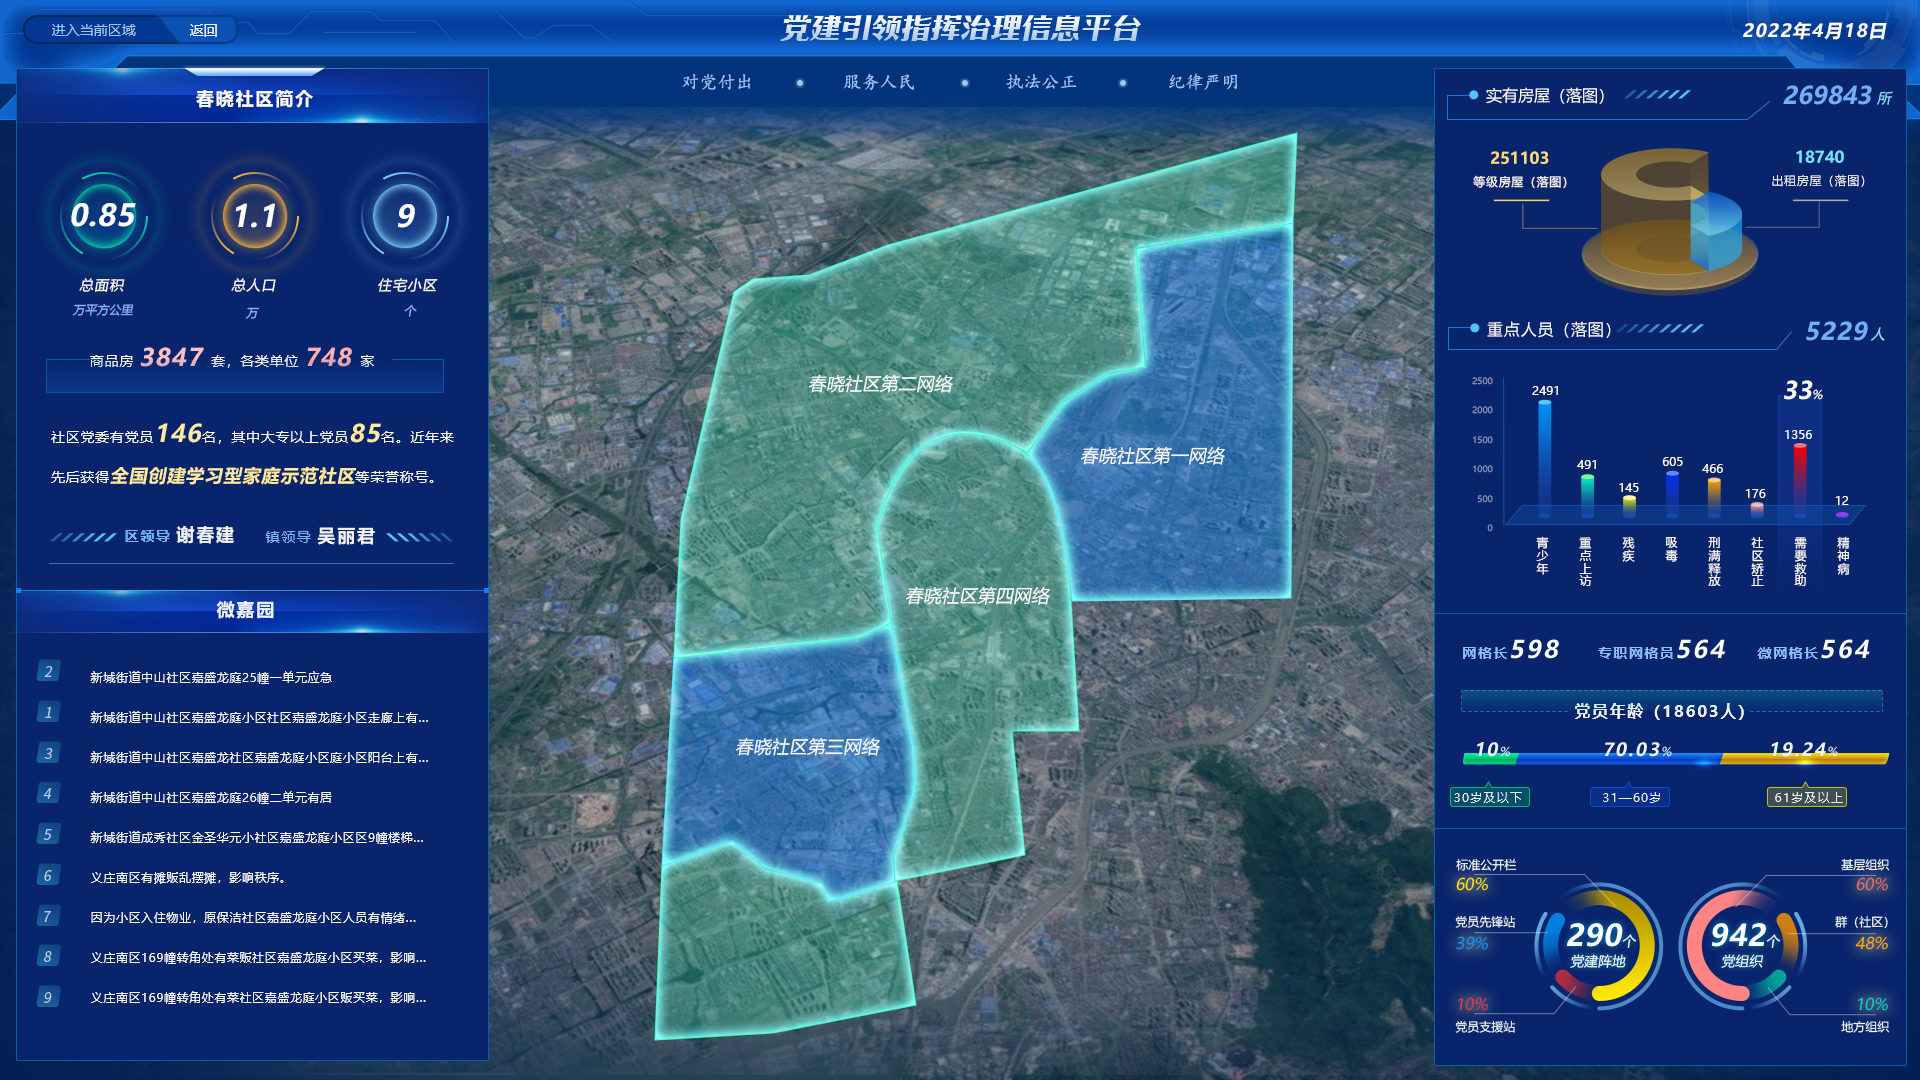 进入当前区域
返回
党建引领指挥治理信息平台
2022年4月18日
对党付出
服务人民
执法公正
纪律严明
春晓社区简介
0.85
1.1
9
总面积
总人口
住宅小区
万平方公里
万
个
商品房 3847 套，各类单位 748 家
社区党委有党员146名，其中大专以上党员85名。近年来
先后获得全国创建学习型家庭示范社区等荣誉称号。
区领导 谢春建
镇领导 吴丽君
微嘉园
2 新城街道中山社区嘉盛龙庭25幢一单元应急
1 新城街道中山社区嘉盛龙庭小区社区嘉盛龙庭小区走廊上有...
3 新城街道中山社区嘉盛龙社区嘉盛龙庭小区庭小区阳台上有...
4 新城街道中山社区嘉盛龙庭26幢二单元有居
5 新城街道成秀社区金圣华元小社区嘉盛龙庭小区区9幢楼梯...
6 义庄南区有摊贩乱摆摊，影响秩序。
7 因为小区入住物业，原保洁社区嘉盛龙庭小区人员有情绪...
8 义庄南区169幢转角处有菜贩社区嘉盛龙庭小区买菜，影响...
9 义庄南区169幢转角处有菜社区嘉盛龙庭小区贩买菜，影响...
春晓社区第二网络
春晓社区第一网络
春晓社区第四网络
春晓社区第三网络
实有房屋（落图）
269843 所
251103
等级房屋（落图）
18740
出租房屋（落图）
重点人员（落图）
5229 人
2500
2000
1500
1000
500
0
2491
491
145
605
466
176
33%
1356
12
青少年
重点上访
残疾
吸毒
刑满释放
社区矫正
需要救助
精神病
网格长598
专职网格员564
微网格长564
党员年龄（18603人）
10%
70.03%
19.24%
30岁及以下
31—60岁
61岁及以上
标准公开栏
60%
党员先锋站
39%
10%
党员支援站
290个
党建阵地
942个
党组织
基层组织
60%
群（社区）
48%
10%
地方组织